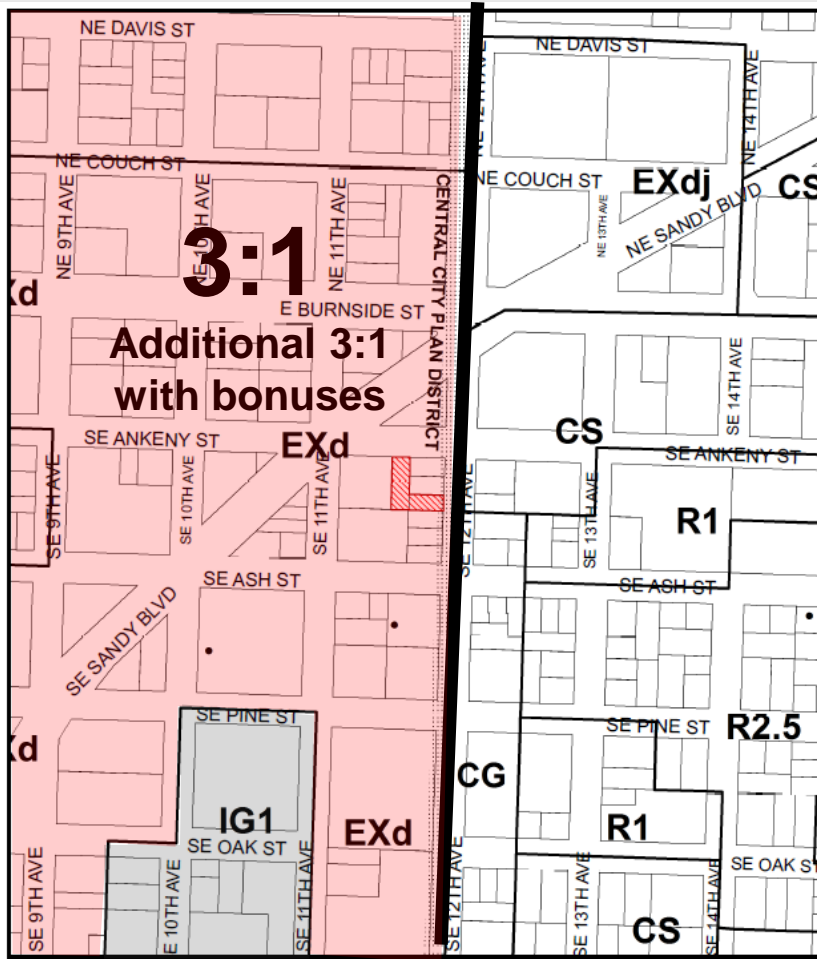 NE DAVIS ST
NE DAVIS ST
NE 12TH AVE
NE 14TH AVE
NE COUCH ST
NE COUCH ST
EXdj
CS
NE 9TH AVE
NE 10TH AVE
NE 11TH AVE
NE 13TH AVE
NE SANDY BLVD
CENTRAL CITY PLAN DISTRICT
3:1
Xd
E BURNSIDE ST
Additional 3:1
with bonuses
SE 14TH AVE
SE ANKENY ST
EXd
CS
SE ANKENY ST
SE 9TH AVE
SE 10TH AVE
SE 11TH AVE
SE 12TH AVE
SE 13TH AVE
R1
SE ASH ST
SE ASH ST
SE SANDY BLVD
SE PINE ST
SE PINE ST
R2.5
Xd
CG
IG1
EXd
R1
SE OAK ST
SE OAK ST
SE 9TH AVE
E 10TH AVE
SE 11TH AVE
SE 12TH AVE
SE 13TH AVE
CS
SE 14TH AVE